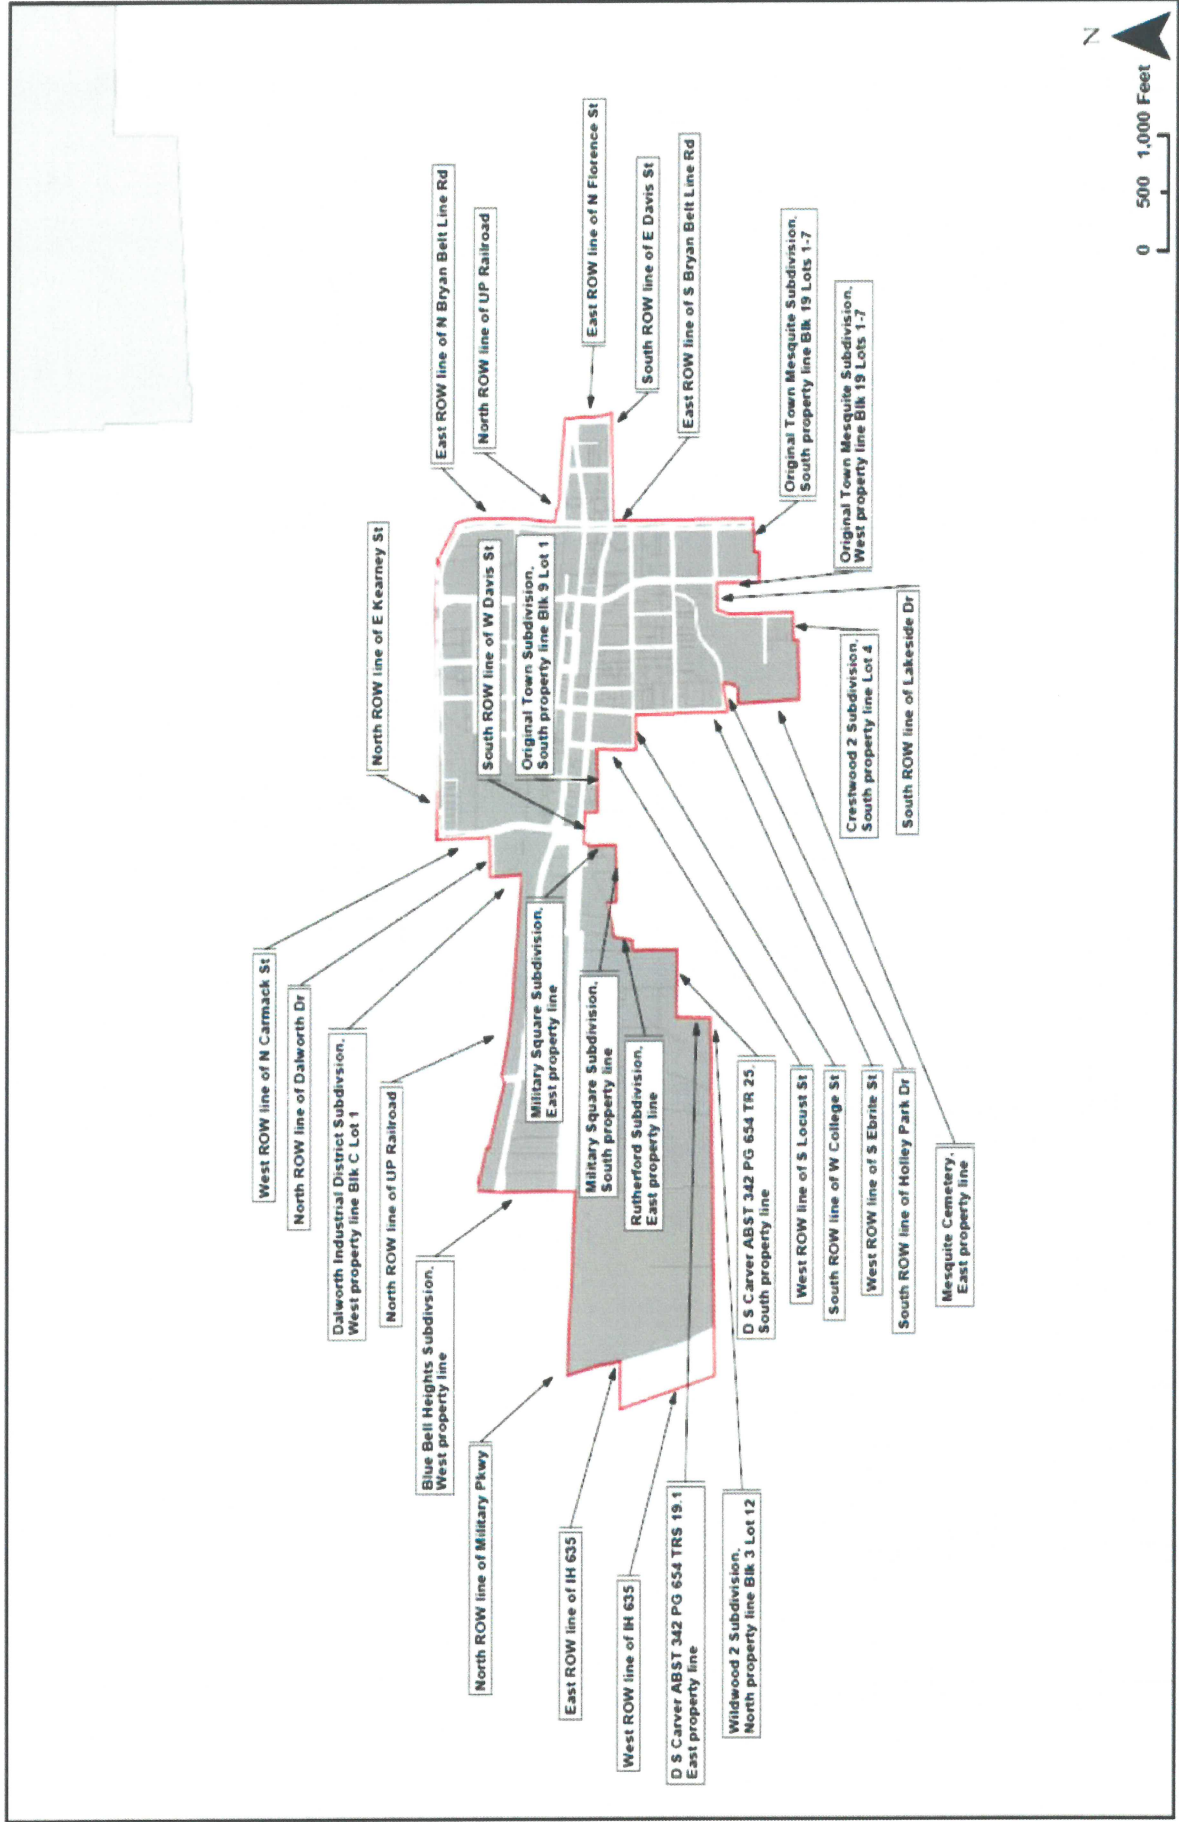 West ROW line of N Carmack St
North ROW line of Dalworth Dr
Dalworth Industrial District Subdivsion,
West property line Blk C Lot 1
North ROW line of UP Railroad
Blue Bell Heights Subdivsion,
West property line
North ROW line of Military Pkwy
East ROW line of IH 635
West ROW line of IH 635
D S Carver ABST 342 PG 654 TRS 19.1
East property line
Wildwood 2 Subdivision,
North property line Blk 3 Lot 12
North ROW line of E Kearney St
East ROW line of N Bryan Belt Line Rd
North ROW line of UP Railroad
East ROW line of N Florence St
South ROW line of E Davis St
East ROW line of S Bryan Belt Line Rd
Original Town Mesquite Subdivision,
South property line Blk 19 Lots 1-7
Original Town Mesquite Subdivision,
West property line Blk 19 Lots 1-7
South ROW line of W Davis St
Original Town Subdivision,
South property line Blk 9 Lot 1
Military Square Subdivision,
East property line
Military Square Subdivision,
South property line
Rutherford Subdivision,
East property line
D S Carver ABST 342 PG 654 TR 25,
South property line
West ROW line of S Locust St
South ROW line of W College St
West ROW line of S Ebrite St
South ROW line of Holley Park Dr
Mesquite Cemetery,
East property line
Crestwood 2 Subdivision,
South property line Lot 4
South ROW line of Lakeside Dr
N
0 500 1,000 Feet